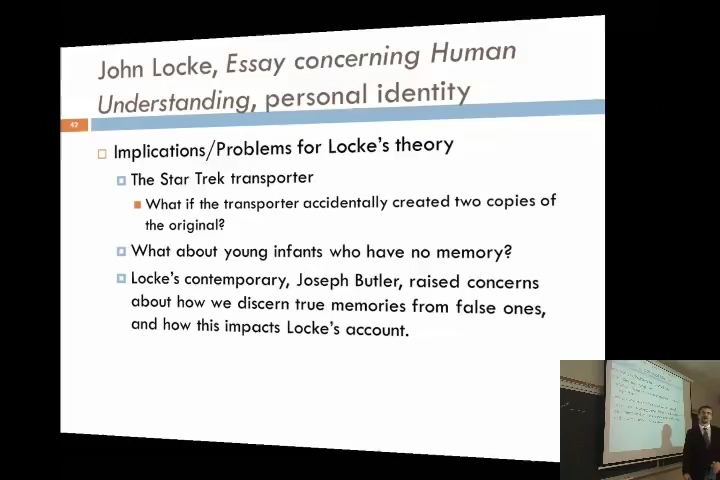 John Locke, Essay concerning Human
Understanding, personal identity
42
Implications/Problems for Locke's theory
The Star Trek transporter
What if the transporter accidentally created two copies of
the original?
What about young infants who have no memory?
Locke's contemporary, Joseph Butler, raised concerns
about how we discern true memories from false ones,
and how this impacts Locke's account.